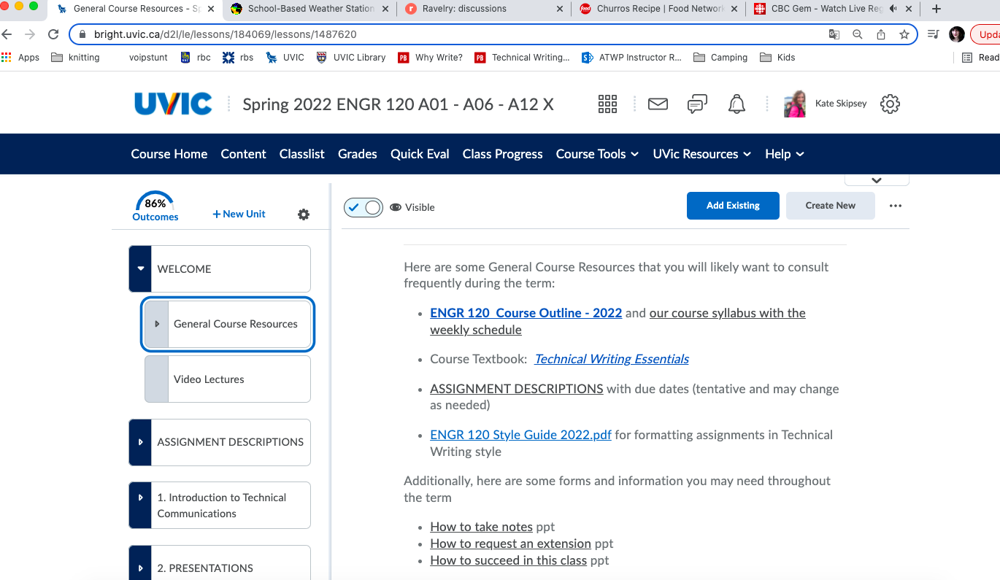 General Course Resources - Sp
School-Based Weather Station
Ravelry: discussions
Churros Recipe | Food Network
CBC Gem - Watch Live Reg
bright.uvic.ca/d2l/le/lessons/184069/lessons/1487620
Upda
Apps
knitting
voipstunt
rbc
rbs
UVIC
UVIC Library
PB
Why Write?
PB
Technical Writing...
ATWP Instructor R...
Camping
Kids
Read
UVIC
Spring 2022 ENGR 120 A01 - A06 - A12 X
Kate Skipsey
Course Home
Content
Classlist
Grades
Quick Eval
Class Progress
Course Tools
UVic Resources
Help
86%
Outcomes
+ New Unit
WELCOME
General Course Resources
Video Lectures
ASSIGNMENT DESCRIPTIONS
1. Introduction to Technical
Communications
2. PRESENTATIONS
Visible
Add Existing
Create New
Here are some General Course Resources that you will likely want to consult
frequently during the term:
• ENGR 120 Course Outline - 2022 and our course syllabus with the
weekly schedule
• Course Textbook: Technical Writing Essentials
• ASSIGNMENT DESCRIPTIONS with due dates (tentative and may change
as needed)
• ENGR 120 Style Guide 2022.pdf for formatting assignments in Technical
Writing style
Additionally, here are some forms and information you may need throughout
the term
• How to take notes ppt
• How to request an extension ppt
• How to succeed in this class ppt